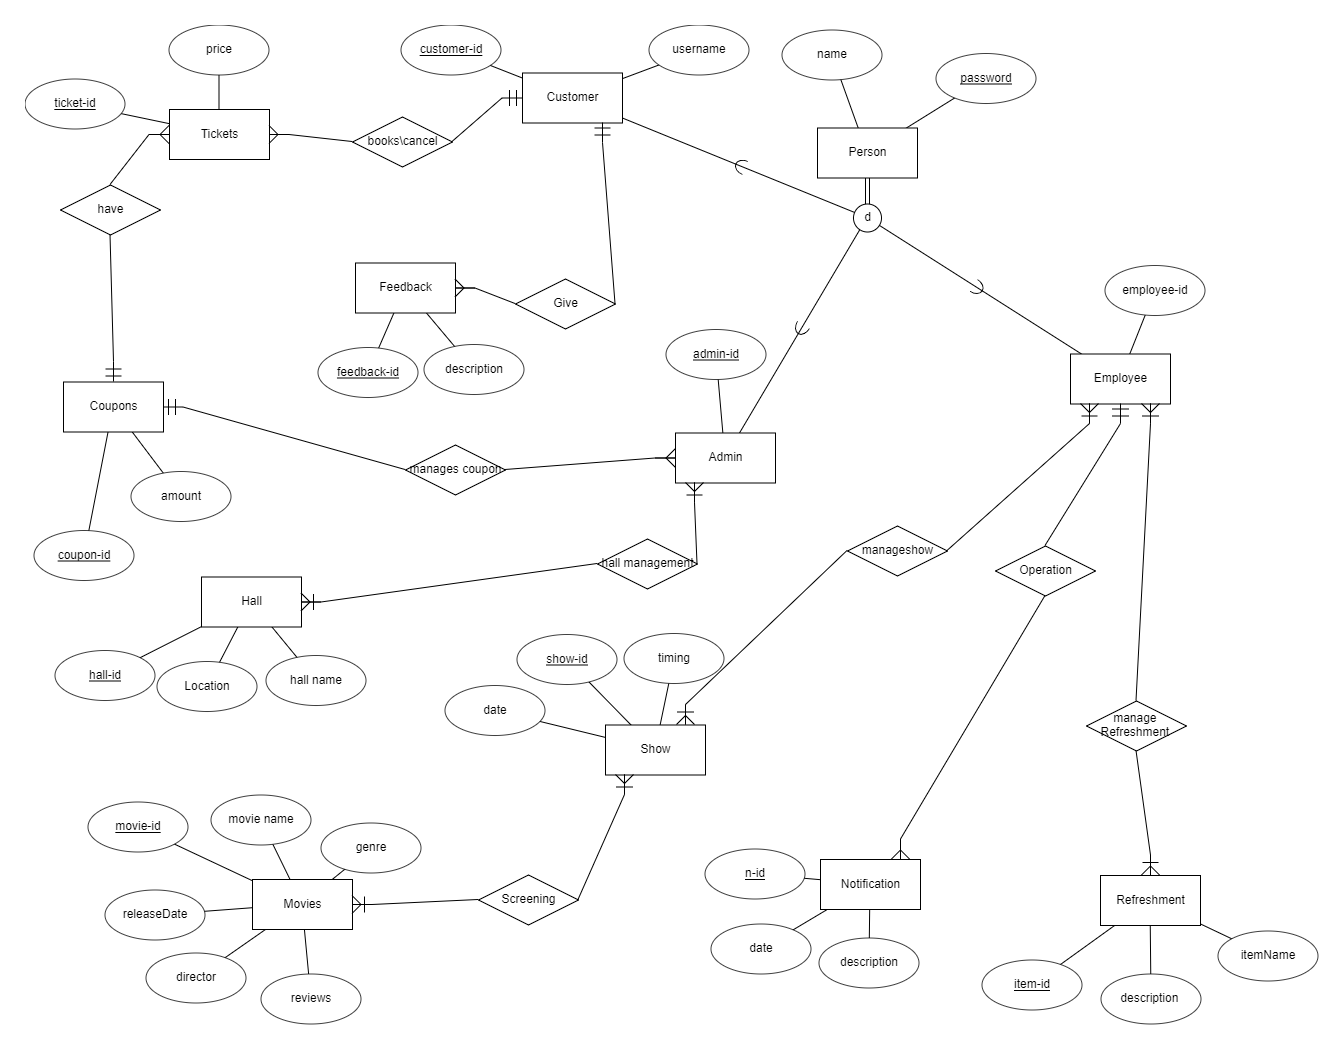 price
customer-id
username
name
password
ticket-id
Customer
Tickets
books\cancel
Person
have
d
Feedback
Give
employee-id
feedback-id
description
admin-id
Employee
Coupons
manages coupon
Admin
amount
coupon-id
hall management
manageshow
Operation
Hall
hall-id
Location
hall name
show-id
timing
date
Show
manage
Refreshment
movie-id
movie name
genre
releaseDate
Movies
Screening
n-id
Notification
Refreshment
director
reviews
date
description
item-id
description
itemName